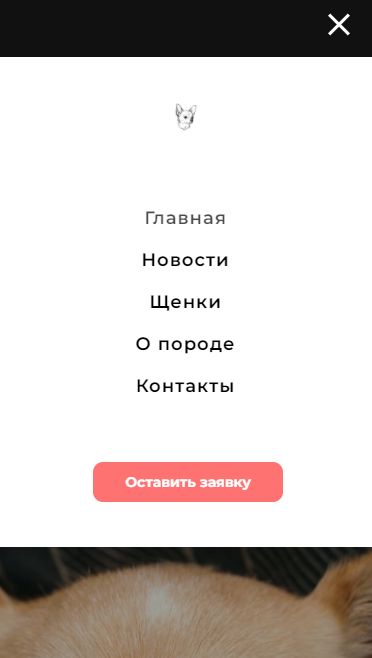 Главная
Новости
Щенки
О породе
Контакты
Оставить заявку